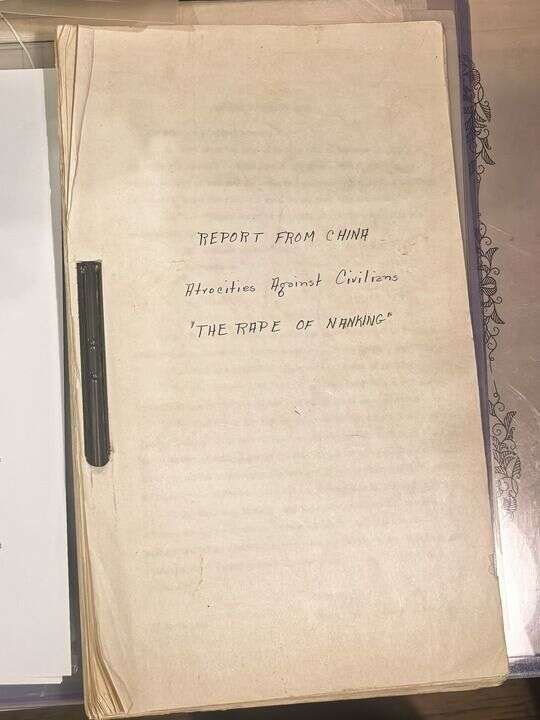 REPORT FROM CHINA
Atrocities Against Civilians
"THE RAPE OF NANKING"